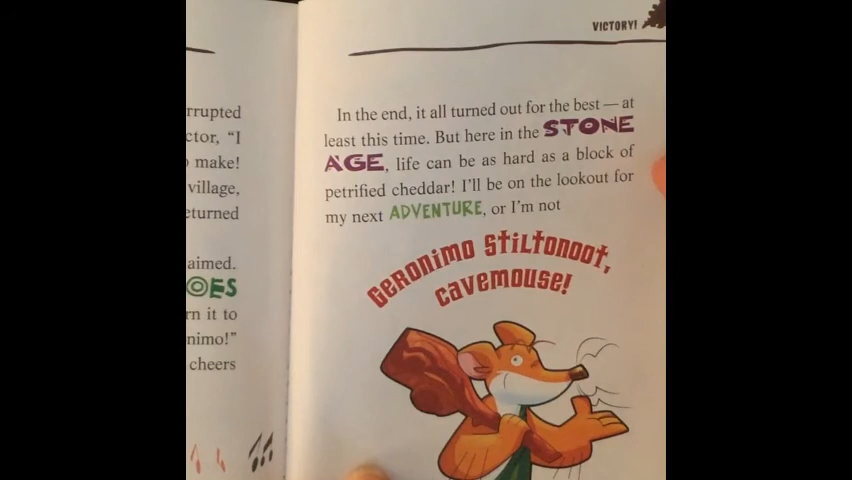 rrupted
ctor, "I
make!
village,
eturned
aimed.
OES
rn it to
nimo!"
cheers
VICTORY!
In the end, it all turned out for the best — at
least this time. But here in the STONE
AGE, life can be as hard as a block of
petrified cheddar! I'll be on the lookout for
my next ADVENTURE, or I'm not
GERONIMO STILTONOOT,
CAVEMOUSE!